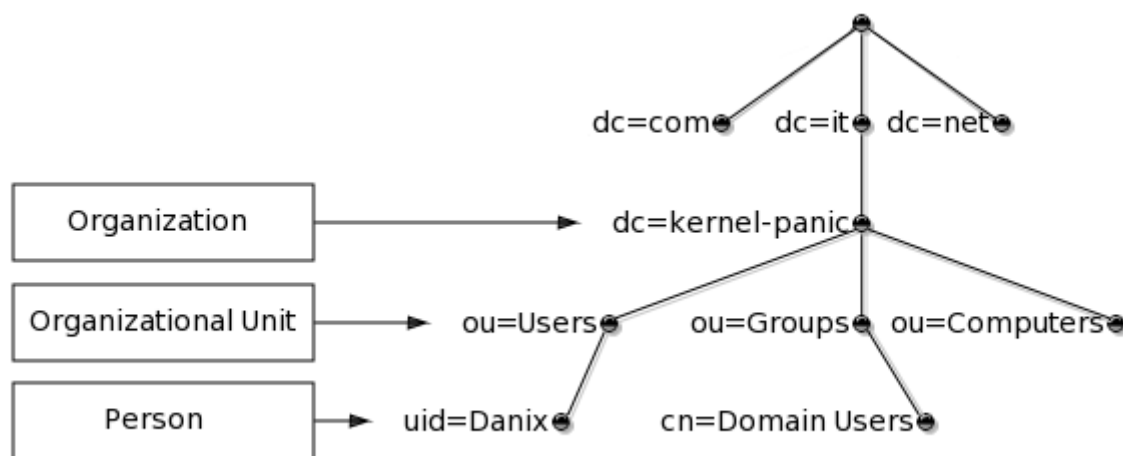 dc=com dc=it dc=net
Organization dc=kernel-panic
Organizational Unit ou=Users ou=Groups ou=Computers
Person uid=Danix cn=Domain Users